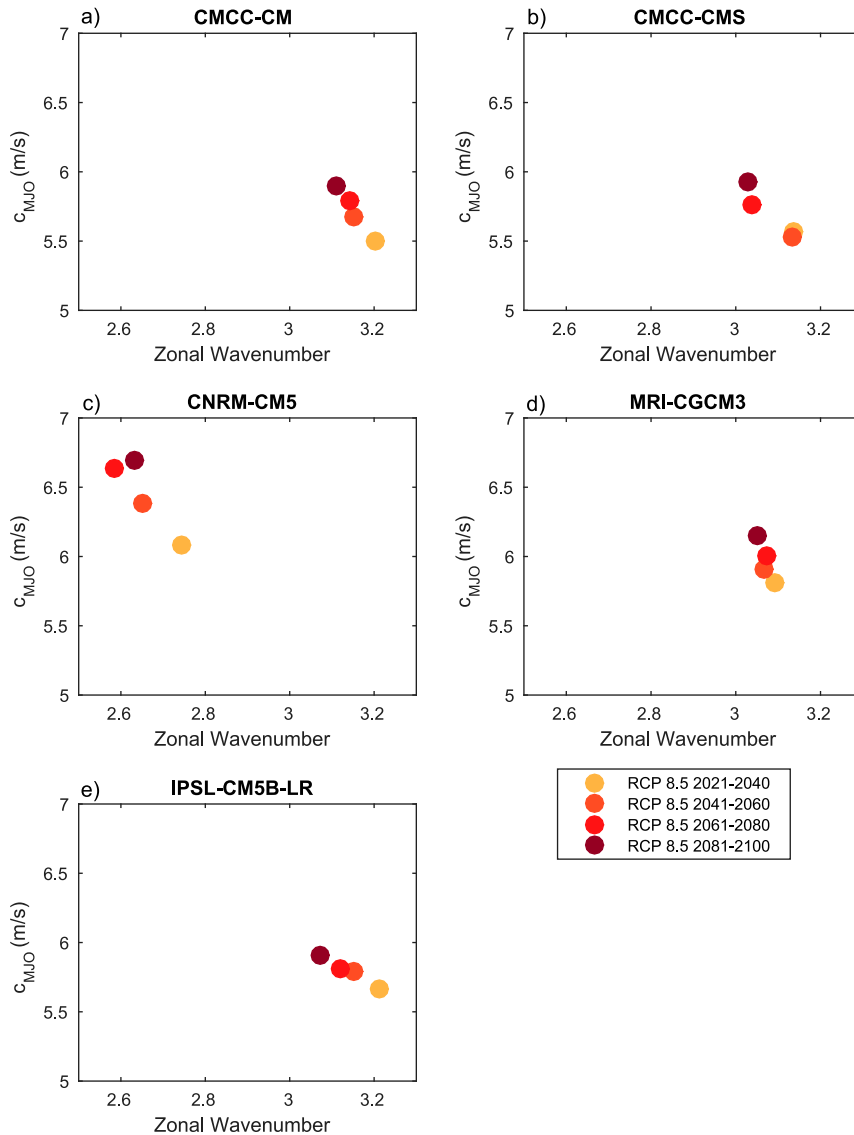 a)
CMCC-CM
7
6.5
6
5.5
5
c_MJO (m/s)
2.6 2.8 3 3.2
Zonal Wavenumber
b)
CMCC-CMS
7
6.5
6
5.5
5
c_MJO (m/s)
2.6 2.8 3 3.2
Zonal Wavenumber
c)
CNRM-CM5
7
6.5
6
5.5
5
c_MJO (m/s)
2.6 2.8 3 3.2
Zonal Wavenumber
d)
MRI-CGCM3
7
6.5
6
5.5
5
c_MJO (m/s)
2.6 2.8 3 3.2
Zonal Wavenumber
RCP 8.5 2021-2040
RCP 8.5 2041-2060
RCP 8.5 2061-2080
RCP 8.5 2081-2100
e)
IPSL-CM5B-LR
7
6.5
6
5.5
5
c_MJO (m/s)
2.6 2.8 3 3.2
Zonal Wavenumber